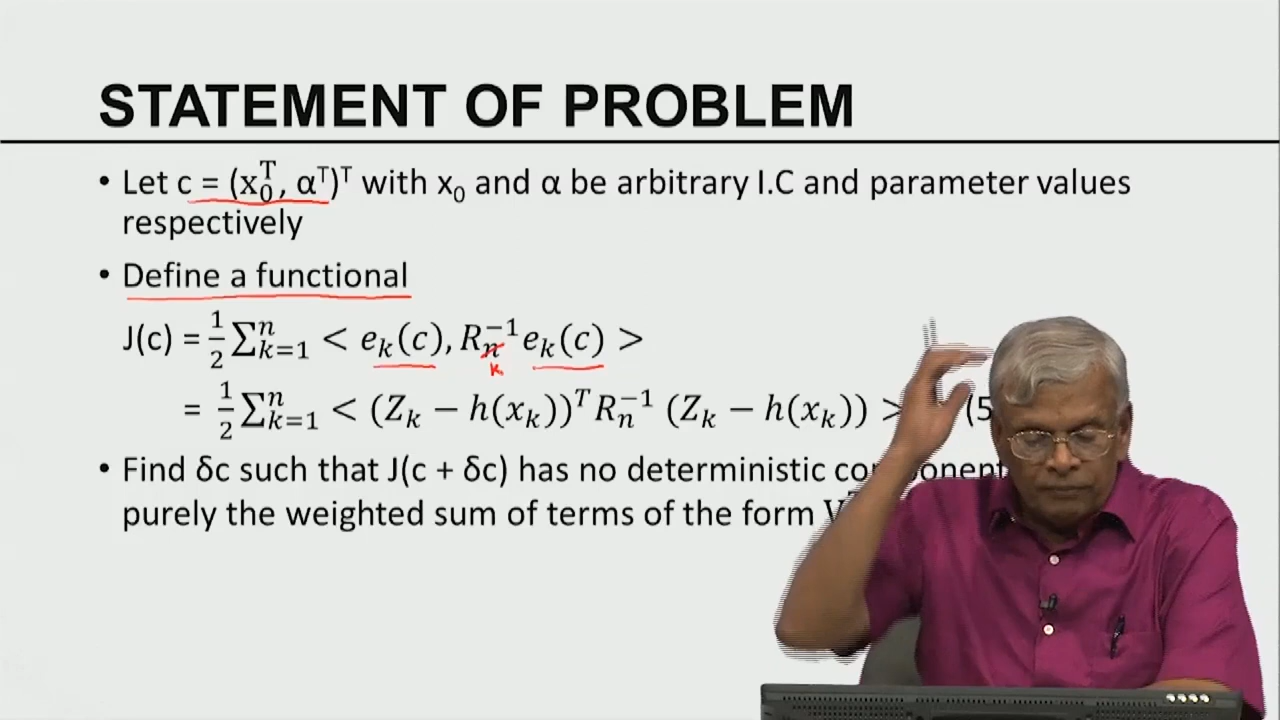 STATEMENT OF PROBLEM
• Let c = (x₀ᵀ, αᵀ)ᵀ with x₀ and α be arbitrary I.C and parameter values
respectively
• Define a functional
J(c) = ½ ∑ₖ₌₁ⁿ < eₖ(c), Rₙ⁻¹ eₖ(c) >
k
= ½ ∑ₖ₌₁ⁿ < (Zₖ − h(xₖ))ᵀ Rₙ⁻¹ (Zₖ − h(xₖ)) > (5
• Find δc such that J(c + δc) has no deterministic
purely the weighted sum of terms of the form